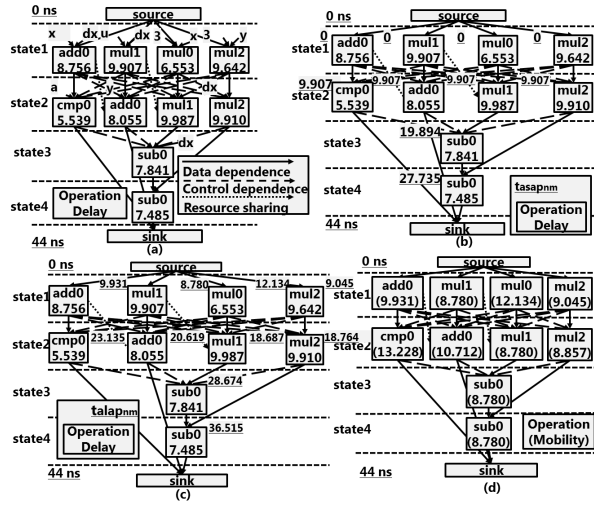 0 ns
source
x
dx
u
dx
3
x
3
y
state1
add0
8.756
mul1
9.907
mul0
6.553
mul2
9.642
a
y
dx
state2
cmp0
5.539
add0
8.055
mul1
9.987
mul2
9.910
state3
sub0
7.841
dx
Data dependence
Control dependence
Resource sharing
state4
Operation
Delay
sub0
7.485
44 ns
sink
(a)
0 ns
source
0
0
0
0
state1
add0
8.756
mul1
9.907
mul0
6.553
mul2
9.642
9.907
9.907
9.907
9.907
state2
cmp0
5.539
add0
8.055
mul1
9.987
mul2
9.910
19.894
state3
sub0
7.841
27.735
state4
sub0
7.485
tasapnm
Operation
Delay
44 ns
sink
(b)
0 ns
source
9.931
8.780
12.134
9.045
state1
add0
8.756
mul1
9.907
mul0
6.553
mul2
9.642
23.135
20.619
18.687
18.764
state2
cmp0
5.539
add0
8.055
mul1
9.987
mul2
9.910
28.674
state3
sub0
7.841
talapnm
Operation
Delay
36.515
state4
sub0
7.485
44 ns
sink
(c)
0 ns
source
state1
add0
(9.931)
mul1
(8.780)
mul0
(12.134)
mul2
(9.045)
state2
cmp0
(13.228)
add0
(10.712)
mul1
(8.780)
mul2
(8.857)
state3
sub0
(8.780)
state4
sub0
(8.780)
Operation
(Mobility)
44 ns
sink
(d)